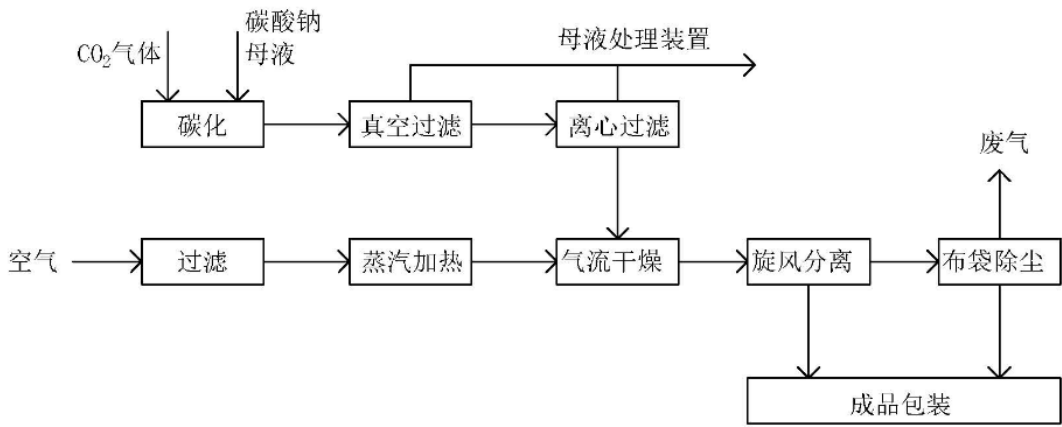 碳酸钠
母液
CO₂气体
母液处理装置
碳化
真空过滤
离心过滤
废气
空气
过滤
蒸汽加热
气流干燥
旋风分离
布袋除尘
成品包装